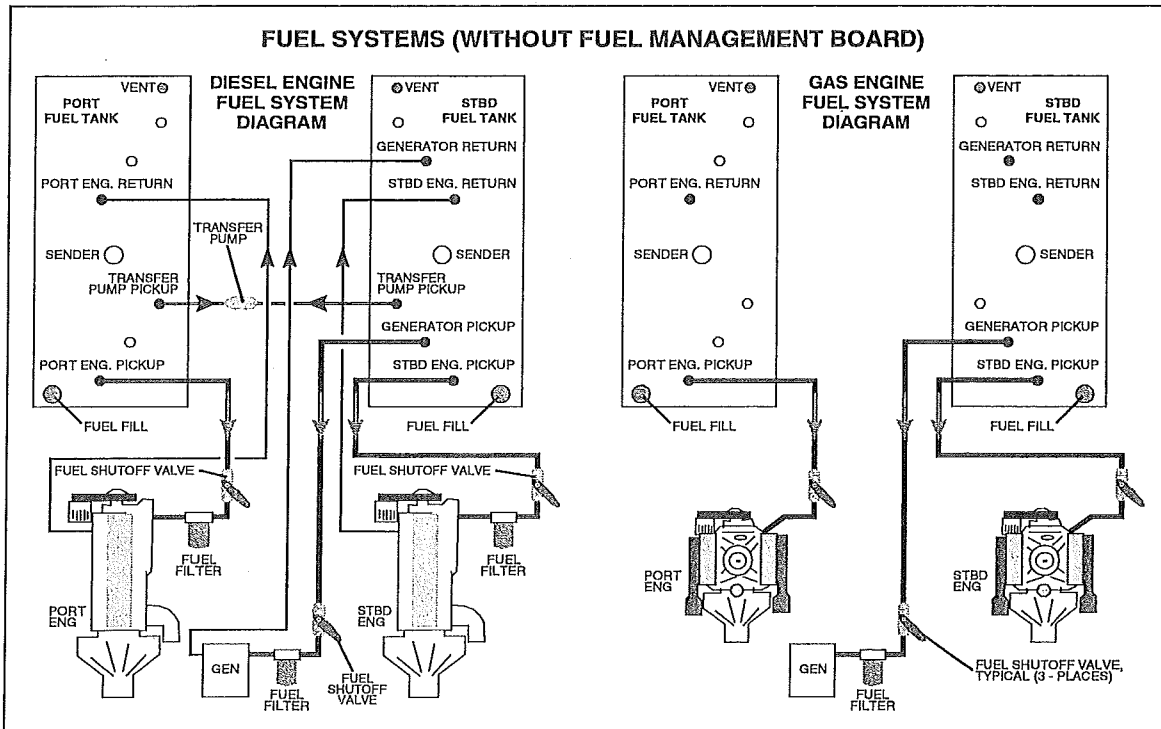 FUEL SYSTEMS (WITHOUT FUEL MANAGEMENT BOARD)
DIESEL ENGINE
FUEL SYSTEM
DIAGRAM
VENT
PORT
FUEL TANK
PORT ENG. RETURN
SENDER
TRANSFER
PUMP
TRANSFER
PUMP PICKUP
PORT ENG. PICKUP
FUEL FILL
VENT
STBD
FUEL TANK
GENERATOR RETURN
STBD ENG. RETURN
SENDER
TRANSFER
PUMP PICKUP
GENERATOR PICKUP
STBD ENG. PICKUP
FUEL FILL
FUEL SHUTOFF VALVE
FUEL SHUTOFF VALVE
FUEL
FILTER
FUEL
FILTER
PORT
ENG
STBD
ENG
GEN
FUEL
FILTER
FUEL
SHUTOFF
VALVE
GAS ENGINE
FUEL SYSTEM
DIAGRAM
VENT
PORT
FUEL TANK
PORT ENG. RETURN
SENDER
PORT ENG. PICKUP
FUEL FILL
VENT
STBD
FUEL TANK
GENERATOR RETURN
STBD ENG. RETURN
SENDER
GENERATOR PICKUP
STBD ENG. PICKUP
FUEL FILL
PORT
ENG
STBD
ENG
GEN
FUEL
FILTER
FUEL SHUTOFF VALVE,
TYPICAL (3 - PLACES)